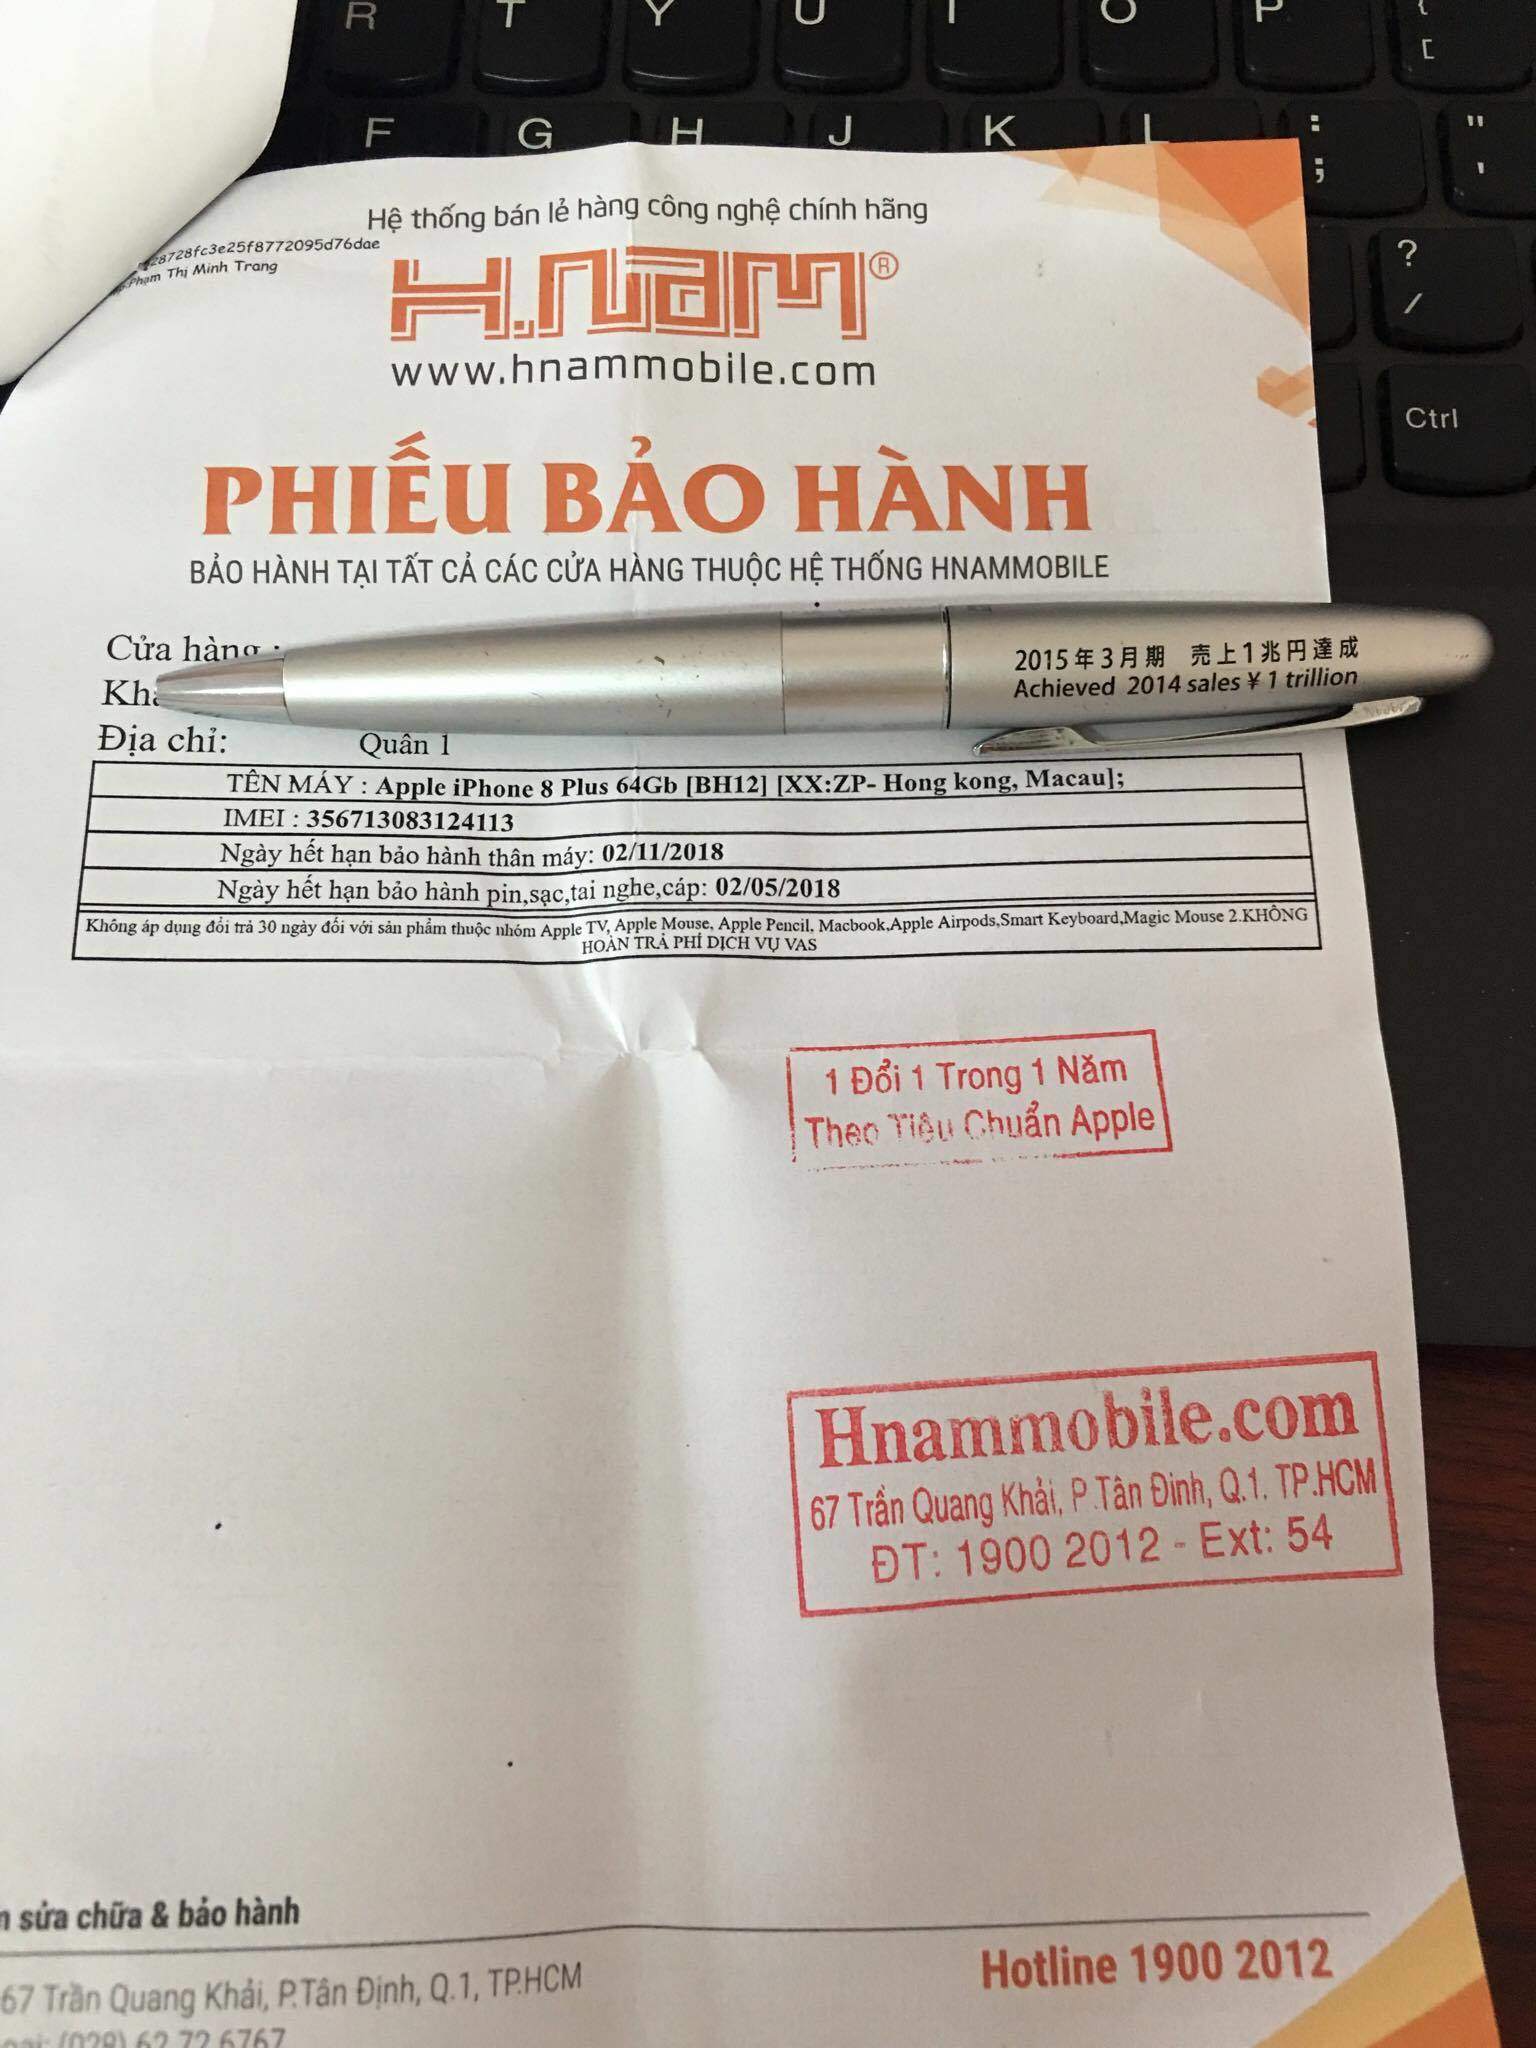 R T Y U I O P { [
F G H J K L : ; " '
? /
Ctrl
Hệ thống bán lẻ hàng công nghệ chính hãng
28728fc3e25f8772095d76dae
Phạm Thị Minh Trang
H.NAM®
www.hnammobile.com
PHIẾU BẢO HÀNH
BẢO HÀNH TẠI TẤT CẢ CÁC CỬA HÀNG THUỘC HỆ THỐNG HNAMMOBILE
Cửa hàng :
2015年3月期 売上1兆円達成
Achieved 2014 sales ¥ 1 trillion
Địa chỉ: Quân 1
TÊN MÁY : Apple iPhone 8 Plus 64Gb [BH12] [XX:ZP- Hong kong, Macau];
IMEI : 356713083124113
Ngày hết hạn bảo hành thân máy: 02/11/2018
Ngày hết hạn bảo hành pin,sạc,tai nghe,cáp: 02/05/2018
Không áp dụng đổi trả 30 ngày đối với sản phẩm thuộc nhóm Apple TV, Apple Mouse, Apple Pencil, Macbook,Apple Airpods,Smart Keyboard,Magic Mouse 2.KHÔNG
HOÀN TRẢ PHÍ DỊCH VỤ VAS
1 Đổi 1 Trong 1 Năm
Theo Tiêu Chuẩn Apple
Hnammobile.com
67 Trần Quang Khải, P.Tân Đinh, Q.1. TP.HCM
ĐT: 1900 2012 - Ext: 54
sửa chữa & bảo hành
67 Trần Quang Khải, P.Tân Định, Q.1, TP.HCM
Hotline 1900 2012
(028) 62 72 6767